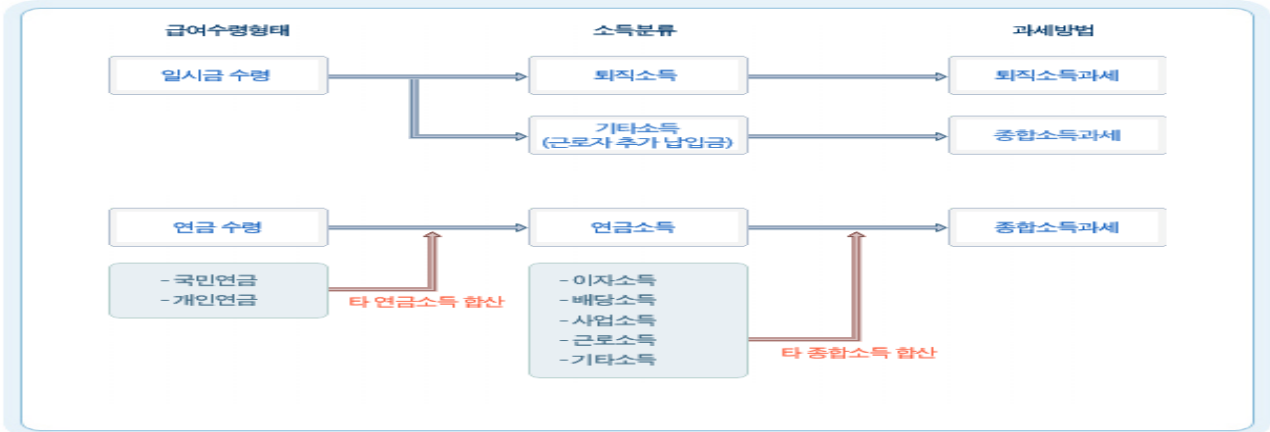 급여수령형태
소득분류
과세방법
일시금 수령
퇴직소득
퇴직소득과세
기타소득
(근로자 추가 납입금)
종합소득과세
연금 수령
연금소득
종합소득과세
- 국민연금
- 개인연금
타 연금소득 합산
- 이자소득
- 배당소득
- 사업소득
- 근로소득
- 기타소득
타 종합소득 합산